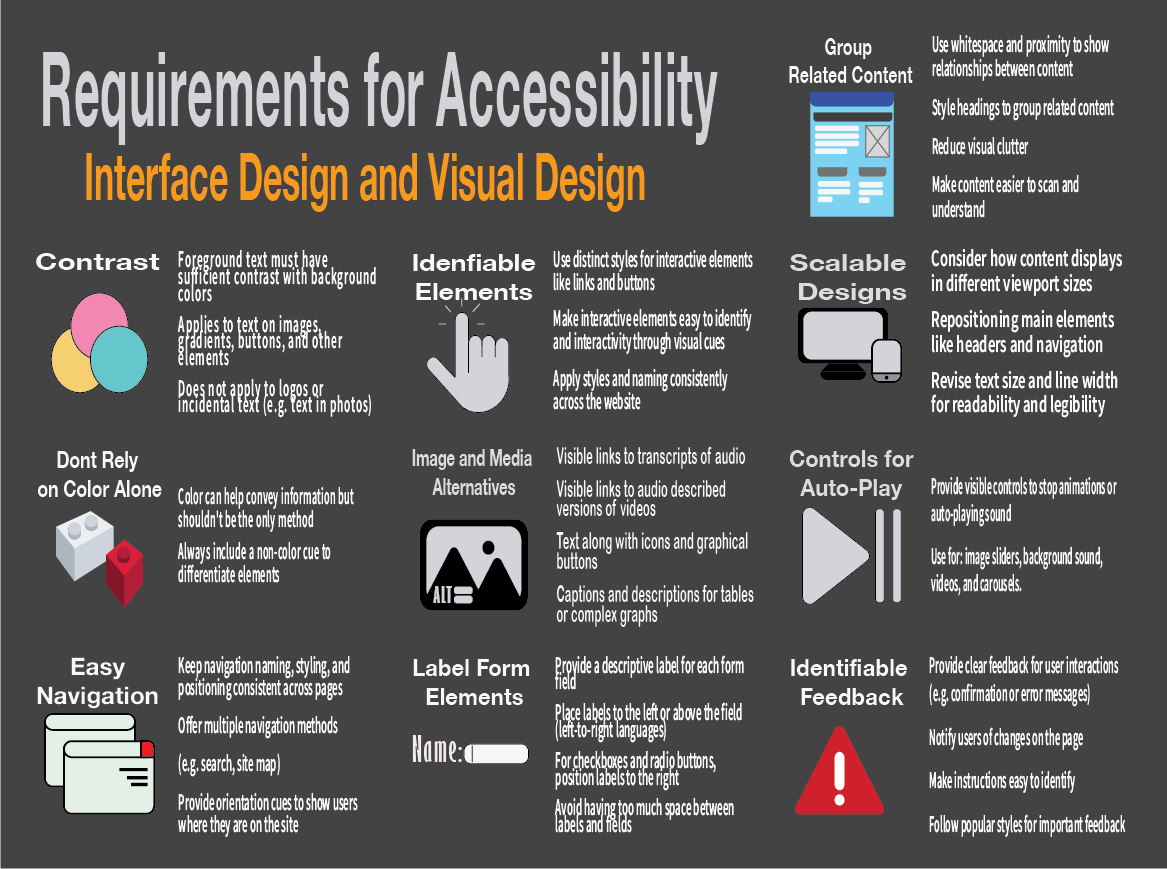 Requirements for Accessibility
Interface Design and Visual Design
Group
Related Content
Use whitespace and proximity to show
relationships between content
Style headings to group related content
Reduce visual clutter
Make content easier to scan and
understand
Contrast
Foreground text must have
sufficient contrast with background
colors
Applies to text on images,
gradients, buttons, and other
elements
Does not apply to logos or
incidental text (e.g. text in photos)
Idenfiable
Elements
Use distinct styles for interactive elements
like links and buttons
Make interactive elements easy to identify
and interactivity through visual cues
Apply styles and naming consistently
across the website
Scalable
Designs
Consider how content displays
in different viewport sizes
Repositioning main elements
like headers and navigation
Revise text size and line width
for readability and legibility
Dont Rely
on Color Alone
Color can help convey information but
shouldn't be the only method
Always include a non-color cue to
differentiate elements
Image and Media
Alternatives
ALT
Visible links to transcripts of audio
Visible links to audio described
versions of videos
Text along with icons and graphical
buttons
Captions and descriptions for tables
or complex graphs
Controls for
Auto-Play
Provide visible controls to stop animations or
auto-playing sound
Use for: image sliders, background sound,
videos, and carousels.
Easy
Navigation
Keep navigation naming, styling, and
positioning consistent across pages
Offer multiple navigation methods
(e.g. search, site map)
Provide orientation cues to show users
where they are on the site
Label Form
Elements
Name:
Provide a descriptive label for each form
field
Place labels to the left or above the field
(left-to-right languages)
For checkboxes and radio buttons,
position labels to the right
Avoid having too much space between
labels and fields
Identifiable
Feedback
Provide clear feedback for user interactions
(e.g. confirmation or error messages)
Notify users of changes on the page
Make instructions easy to identify
Follow popular styles for important feedback